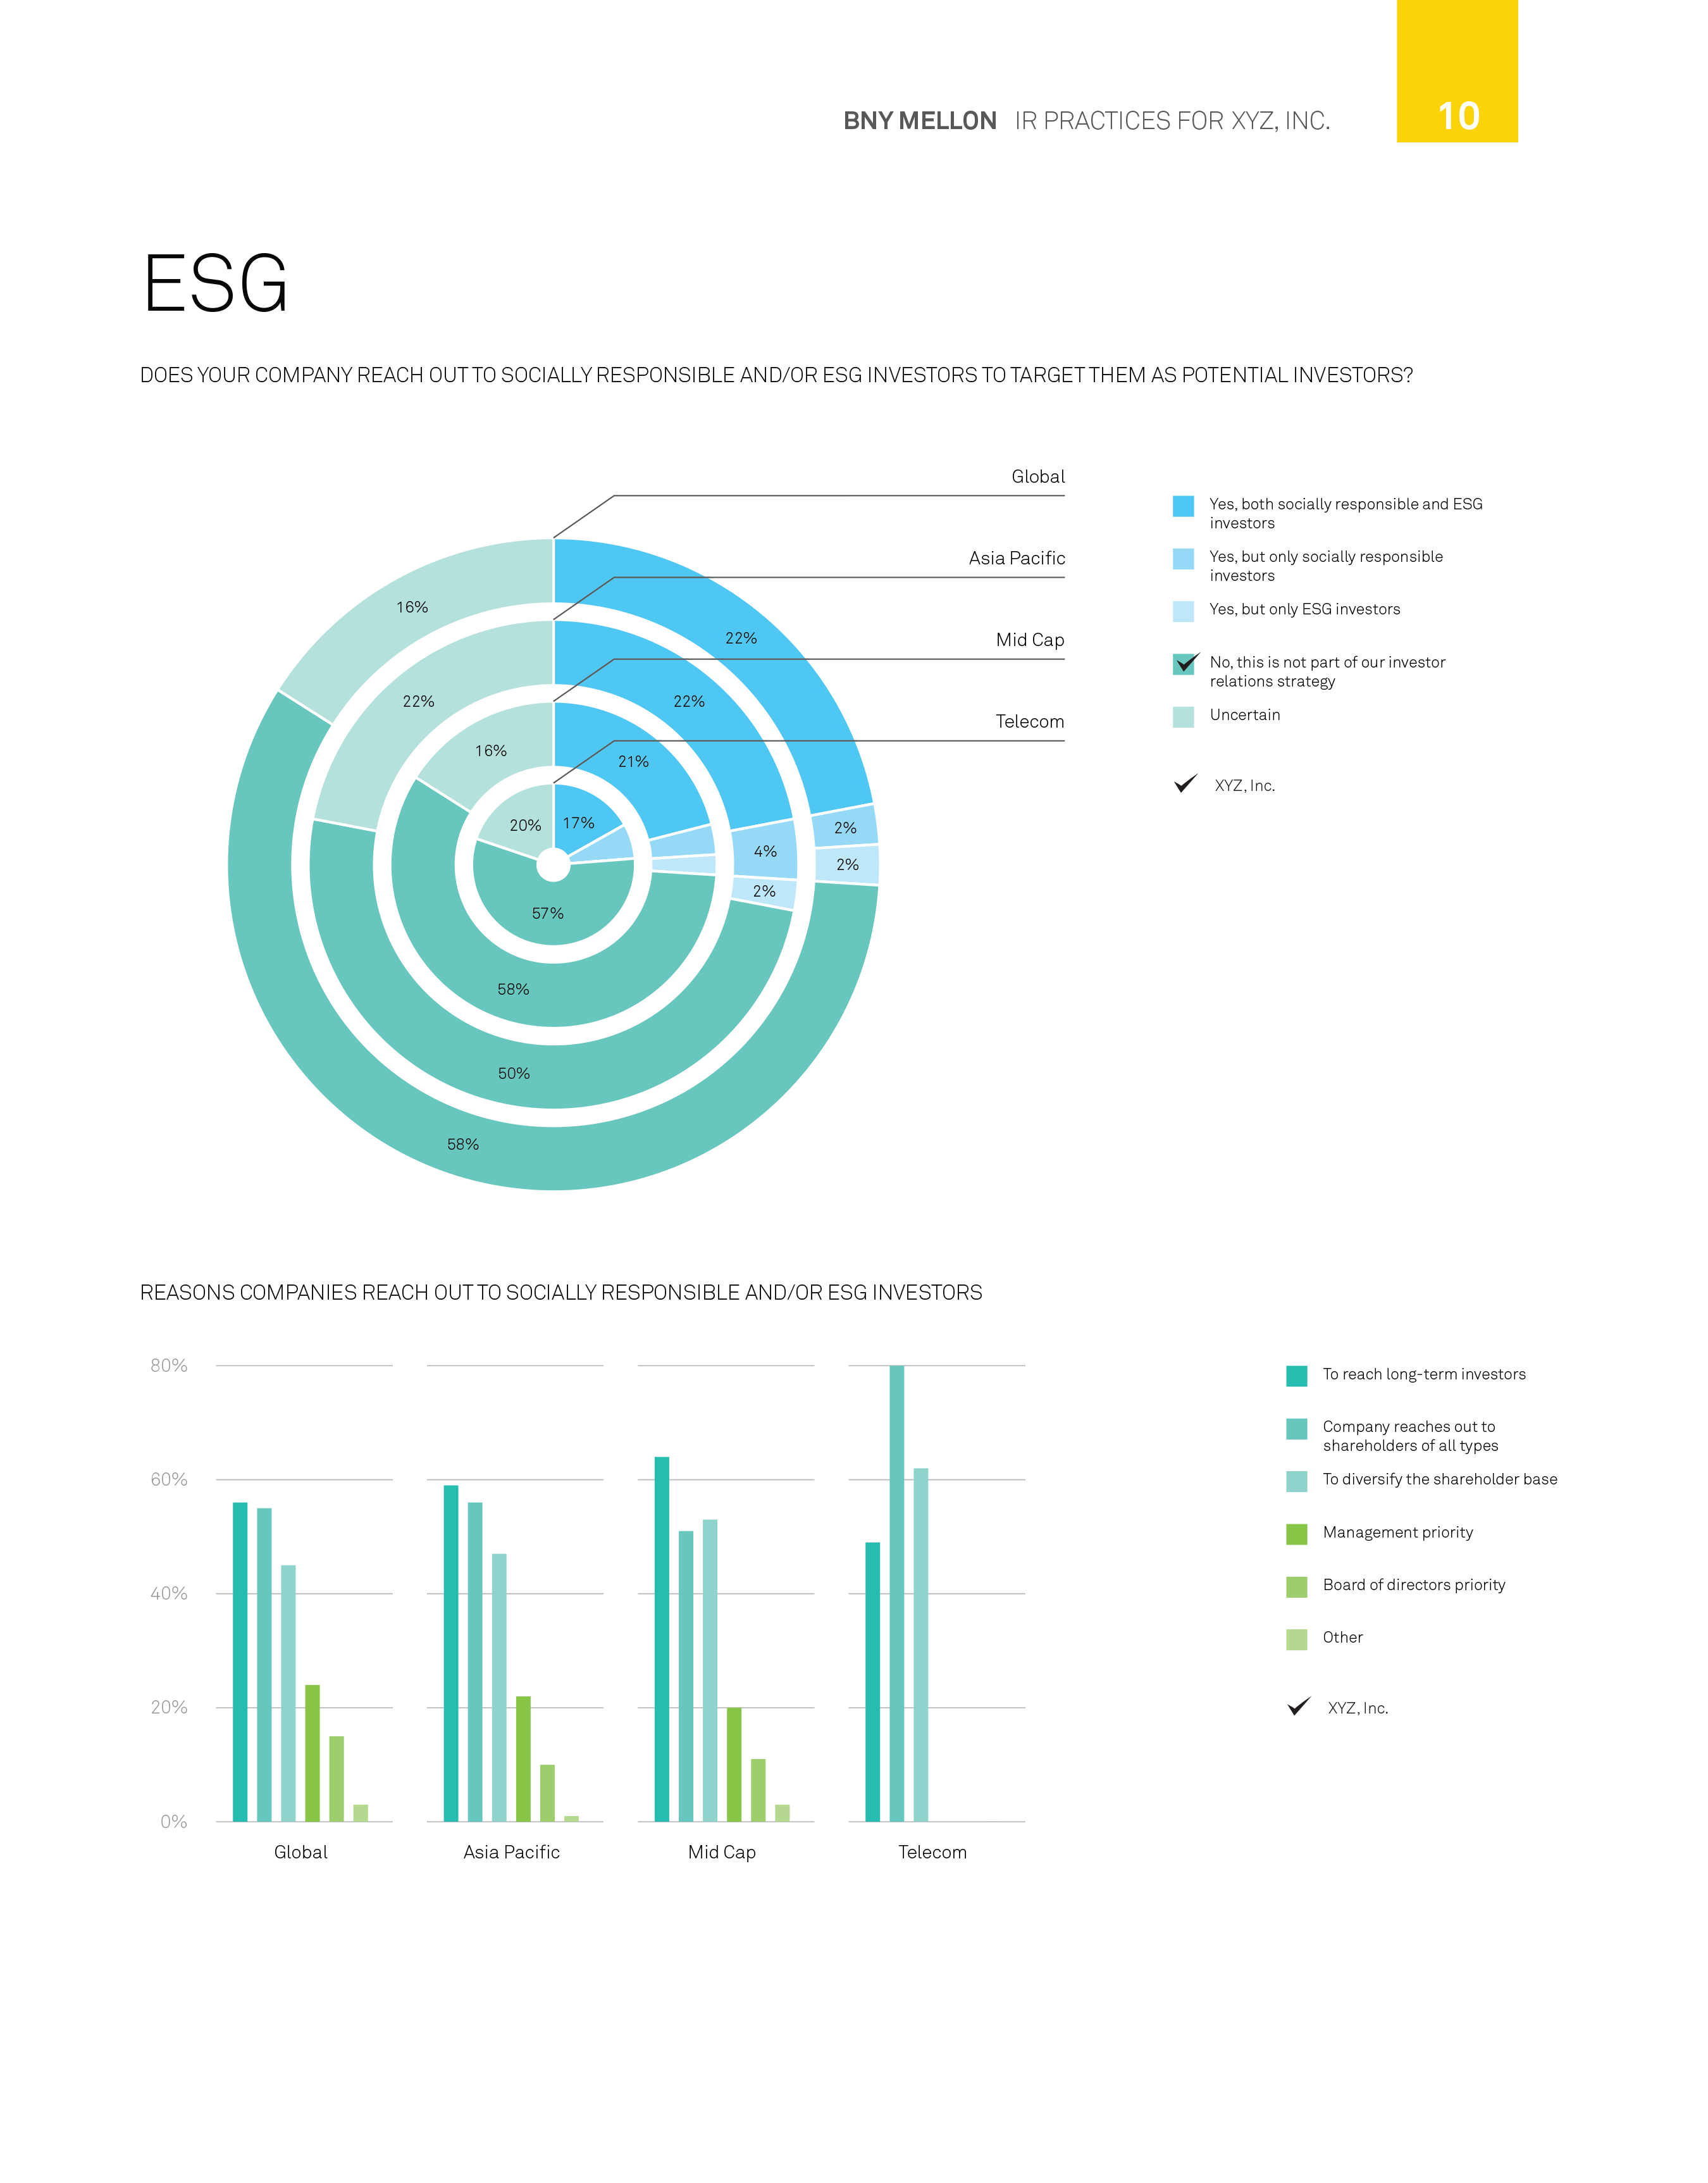 BNY MELLON IR PRACTICES FOR XYZ, INC.
10
ESG
DOES YOUR COMPANY REACH OUT TO SOCIALLY RESPONSIBLE AND/OR ESG INVESTORS TO TARGET THEM AS POTENTIAL INVESTORS?
Global
Asia Pacific
Mid Cap
Telecom
16%
22%
22%
22%
16%
21%
20%
17%
2%
4%
2%
2%
57%
58%
50%
58%
Yes, both socially responsible and ESG
investors
Yes, but only socially responsible
investors
Yes, but only ESG investors
No, this is not part of our investor
relations strategy
Uncertain
XYZ, Inc.
REASONS COMPANIES REACH OUT TO SOCIALLY RESPONSIBLE AND/OR ESG INVESTORS
80%
60%
40%
20%
0%
Global
Asia Pacific
Mid Cap
Telecom
To reach long-term investors
Company reaches out to
shareholders of all types
To diversify the shareholder base
Management priority
Board of directors priority
Other
XYZ, Inc.